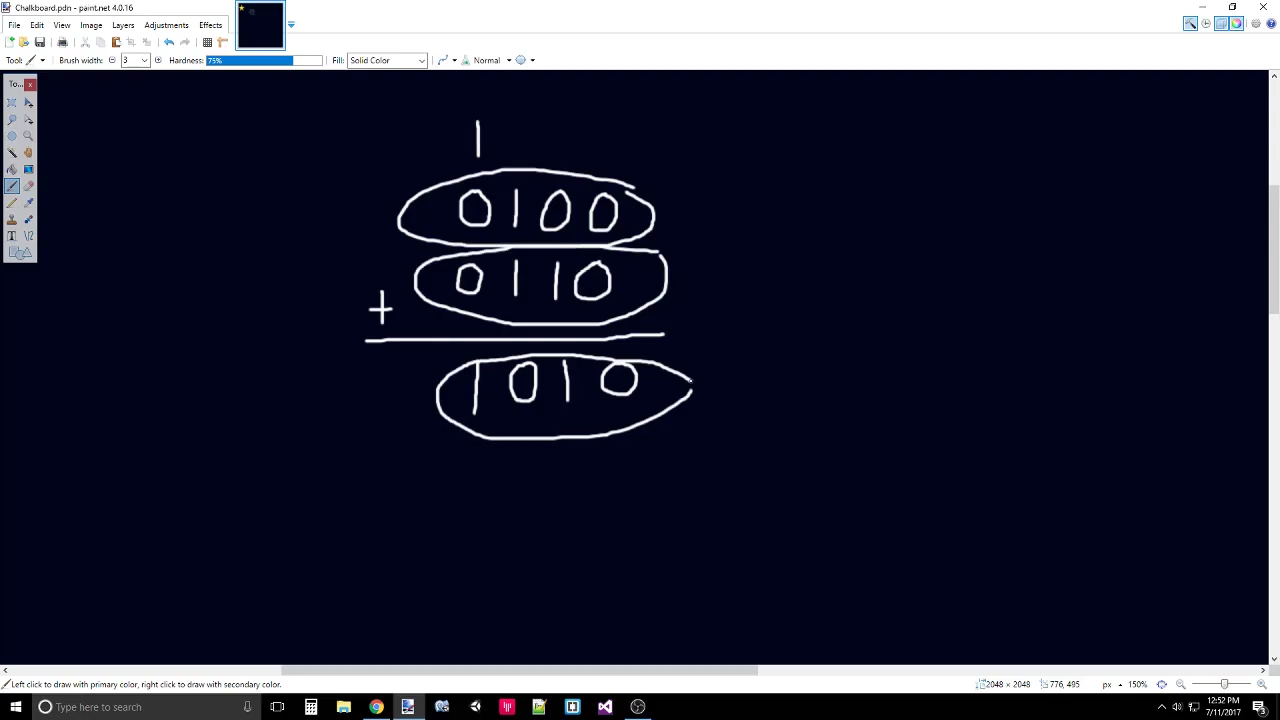 Chalkboard.pdn - paint.net 4.0.16
File Edit View Image Layers Adjustments Effects
Tool: Brush width: 3 Hardness: 75% Fill: Solid Color Normal
To...
1
0100
0110
+
1010
Left click to draw with primary color, right click to draw with secondary color. 2048 × 2048 776, 495 px 150%
Type here to search
12:52 PM
7/11/2017